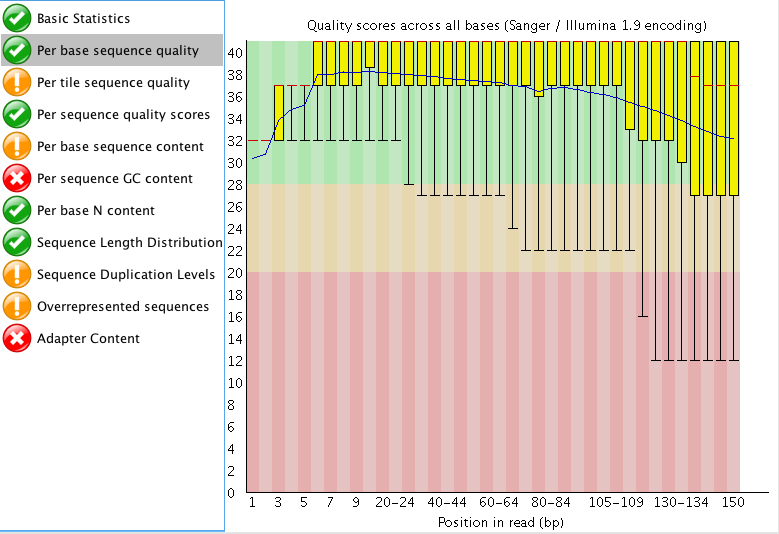 Basic Statistics
Per base sequence quality
Per tile sequence quality
Per sequence quality scores
Per base sequence content
Per sequence GC content
Per base N content
Sequence Length Distribution
Sequence Duplication Levels
Overrepresented sequences
Adapter Content
Quality scores across all bases (Sanger / Illumina 1.9 encoding)
40
38
36
34
32
30
28
26
24
22
20
18
16
14
12
10
8
6
4
2
0
1 3 5 7 9 20-24 40-44 60-64 80-84 105-109 130-134 150
Position in read (bp)